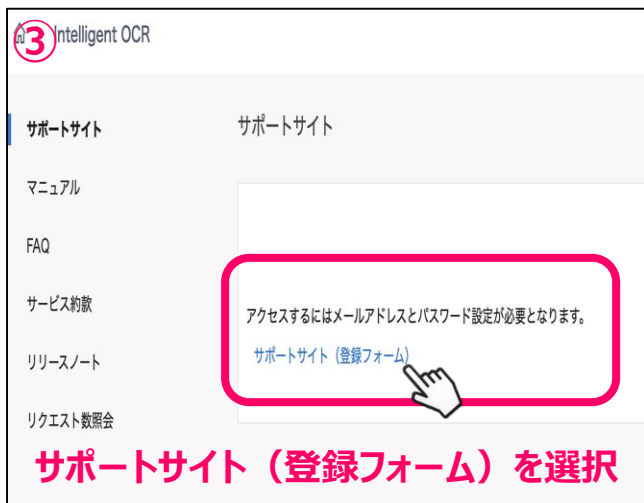 ③ Intelligent OCR
サポートサイト
サポートサイト
マニュアル
FAQ
サービス約款
アクセスするにはメールアドレスとパスワード設定が必要となります。
サポートサイト（登録フォーム）
リリースノート
リクエスト数照会
サポートサイト（登録フォーム）を選択